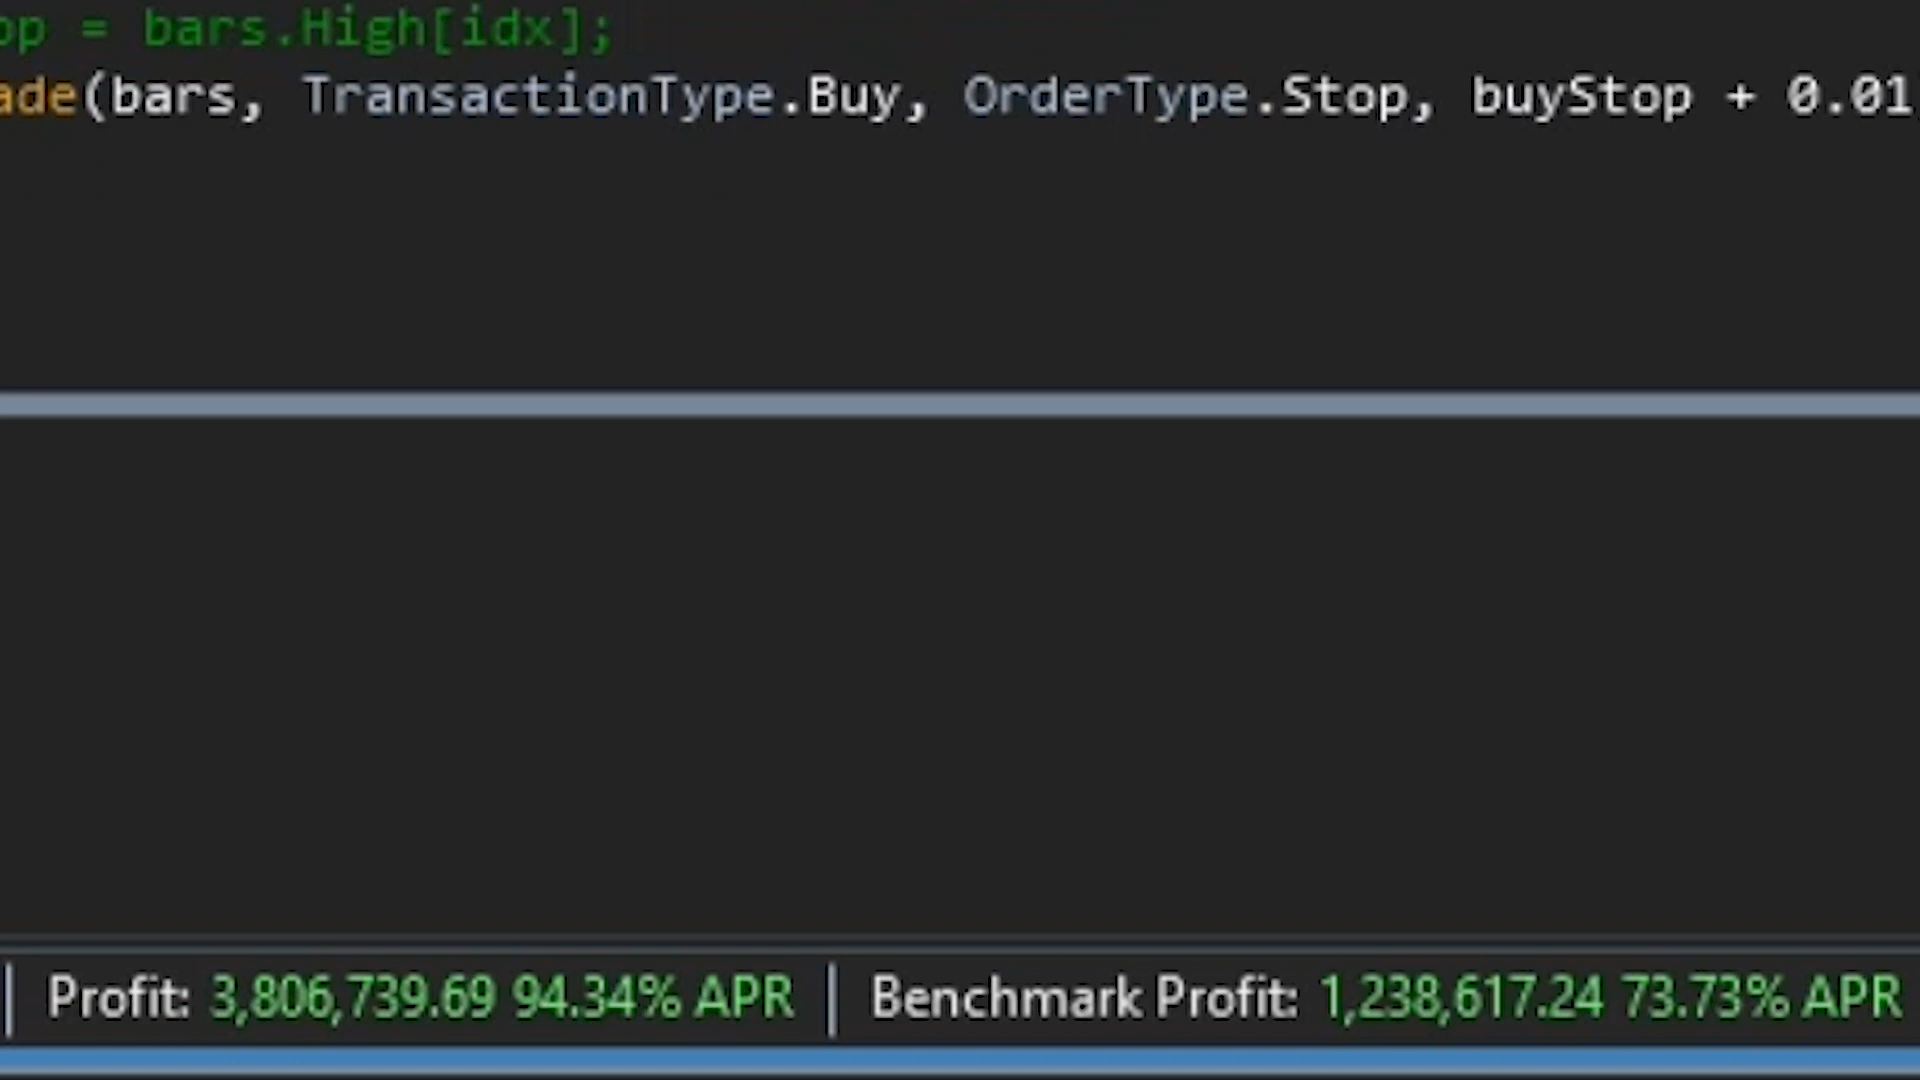 op = bars.High[idx];
ade(bars, TransactionType.Buy, OrderType.Stop, buyStop + 0.01
Profit: 3,806,739.69 94.34% APR | Benchmark Profit: 1,238,617.24 73.73% APR